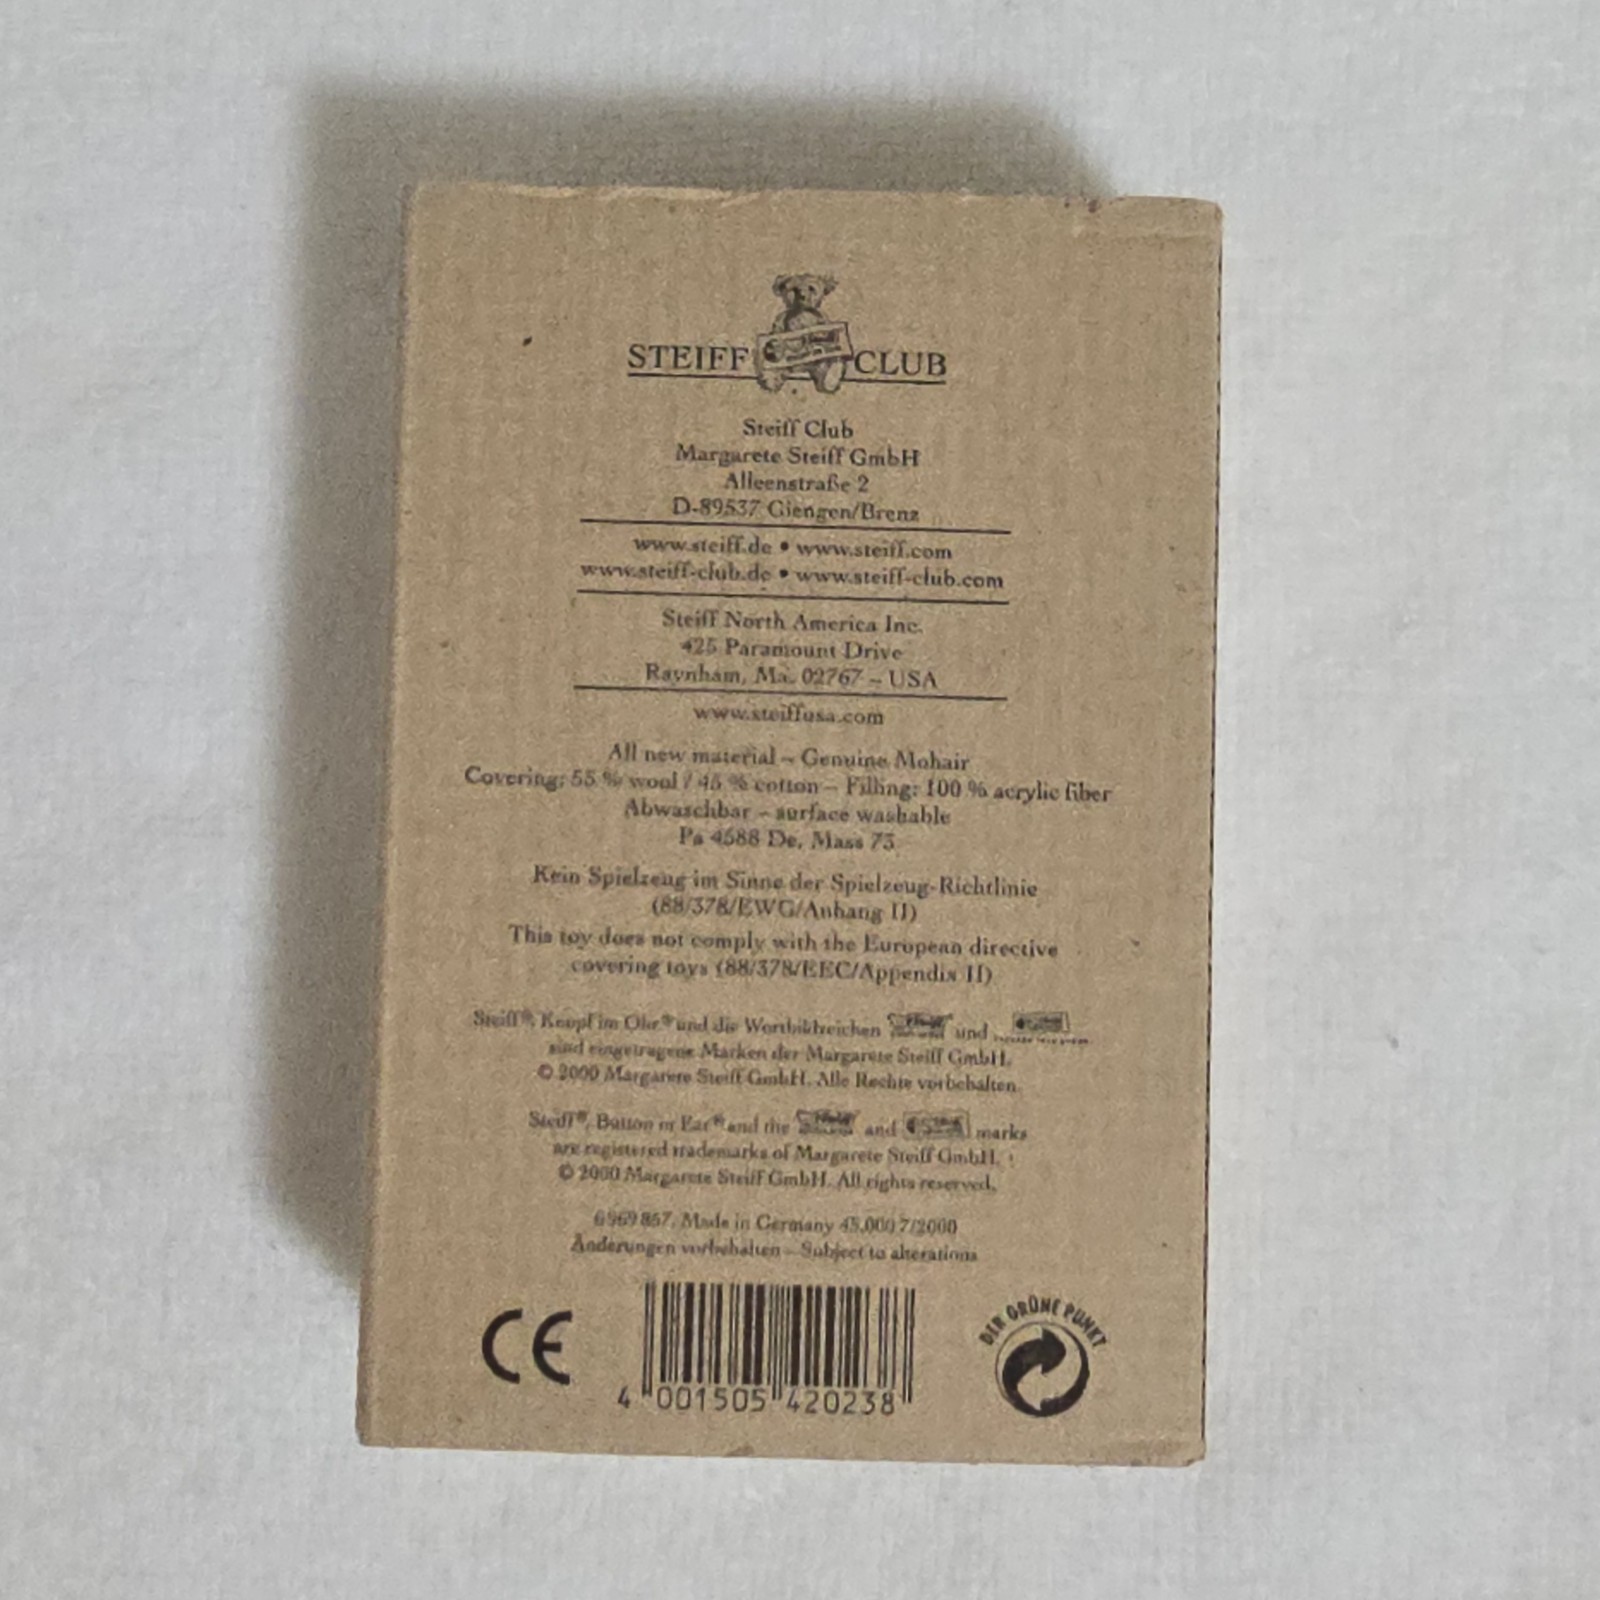 STEIFF CLUB
Steiff Club
Margarete Steiff GmbH
Alleenstraße 2
D-89537 Giengen/Brenz
www.steiff.de • www.steiff.com
www.steiff-club.de • www.steiff-club.com
Steiff North America Inc.
425 Paramount Drive
Raynham, Ma. 02767 – USA
www.steiffusa.com
All new material – Genuine Mohair
Covering: 55 % wool / 45 % cotton – Filling: 100 % acrylic fiber
Abwaschbar – surface washable
Pa 4588 De, Mass 73
Kein Spielzeug im Sinne der Spielzeug-Richtlinie
(88/378/EWG/Anhang II)
This toy does not comply with the European directive
covering toys (88/378/EEC/Appendix II)
Steiff®, Knopf im Ohr® und die Wortbildzeichen und
sind eingetragene Marken der Margarete Steiff GmbH.
© 2000 Margarete Steiff GmbH. Alle Rechte vorbehalten.
Steiff®, Button in Ear® and the and marks
are registered trademarks of Margarete Steiff GmbH.
© 2000 Margarete Steiff GmbH. All rights reserved.
6969 857. Made in Germany 45.000 7/2000
Änderungen vorbehalten – Subject to alterations
CE
4 001505 420238
DER GRÜNE PUNKT